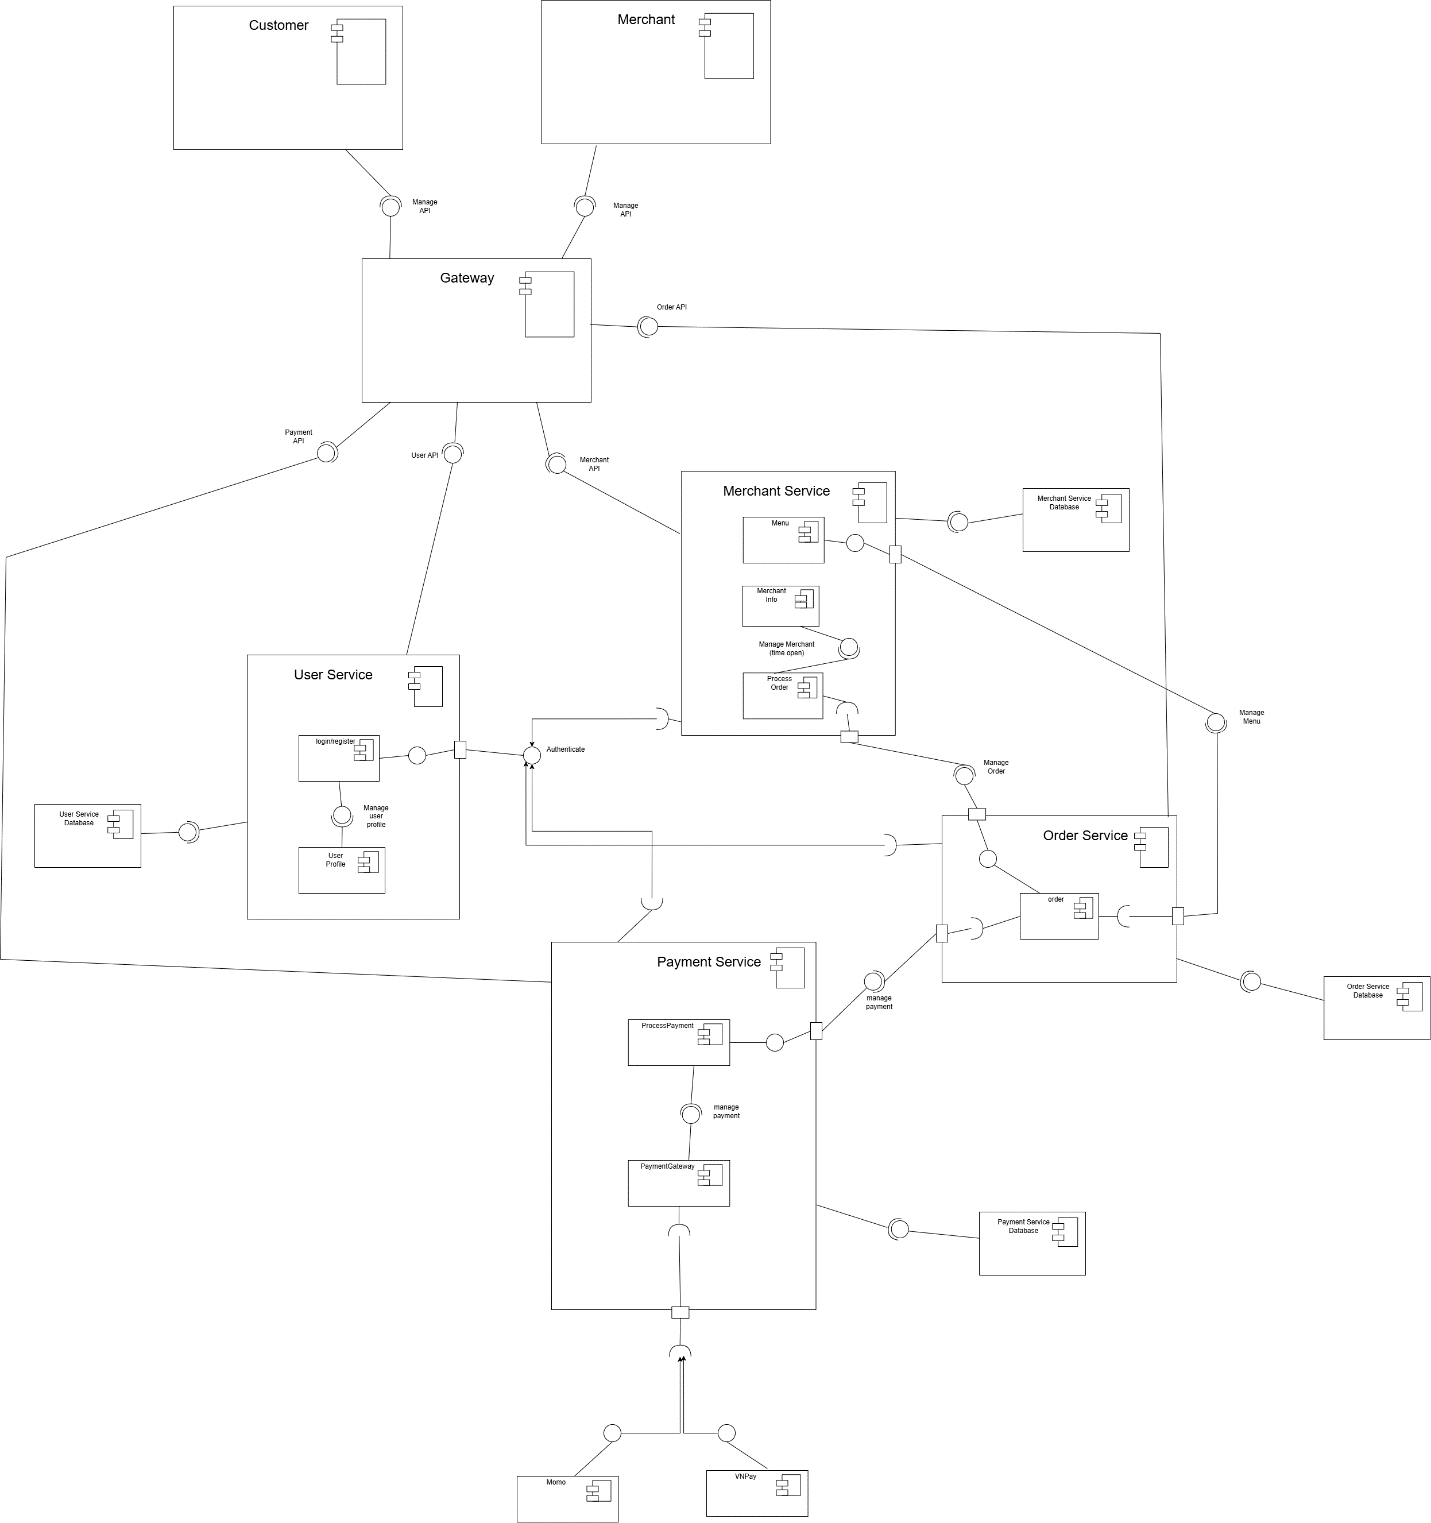 Customer
Merchant
Manage
API
Manage
API
Gateway
Order API
Payment
API
User API
Merchant
API
Merchant Service
Menu
Merchant Service
Database
Merchant
Info
Manage Merchant
(time open)
Process
Order
User Service
login/register
Authenticate
Manage
Menu
Manage
Order
User Service
Database
Manage
user
profile
User
Profile
Order Service
order
Payment Service
manage
payment
Order Service
Database
ProcessPayment
manage
payment
PaymentGateway
Payment Service
Database
Momo
VNPay